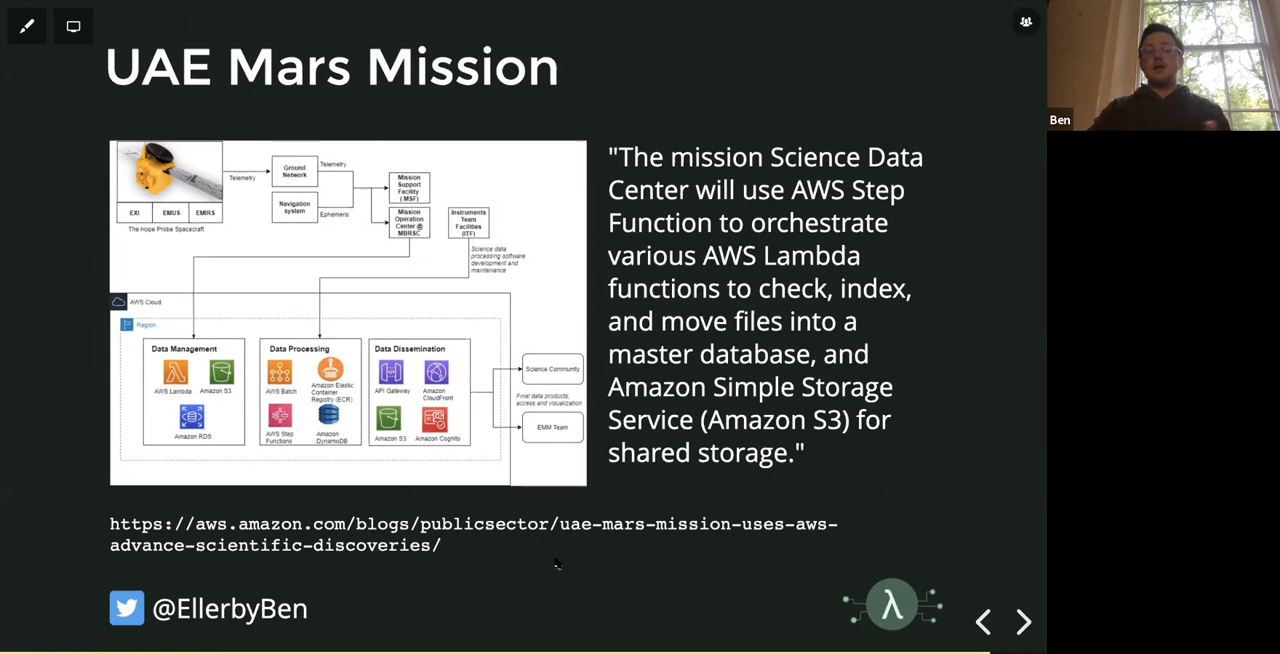 UAE Mars Mission
Ben
Telemetry
Ground
Network
Telemetry
Navigation
system
Ephemeris
Mission
Support
Facility
( MSF)
Mission
Operation
Center @
MBRSC
Instruments
Team
Facilities
(ITF)
EXI EMUS EMIRS
The Hope Probe Spacecraft
Science data
processing software
development and
maintenance
AWS Cloud
Region
Data Management
AWS Lambda Amazon S3
Amazon RDS
Data Processing
AWS Batch
Amazon Elastic
Container
Registry (ECR)
AWS Step
Functions
Amazon
DynamoDB
Data Dissemination
API Gateway
Amazon
CloudFront
Amazon S3 Amazon Cognito
Science Community
Final data products;
access and visualization
EMM Team
"The mission Science Data
Center will use AWS Step
Function to orchestrate
various AWS Lambda
functions to check, index,
and move files into a
master database, and
Amazon Simple Storage
Service (Amazon S3) for
shared storage."
https://aws.amazon.com/blogs/publicsector/uae-mars-mission-uses-aws-
advance-scientific-discoveries/
@EllerbyBen
λ